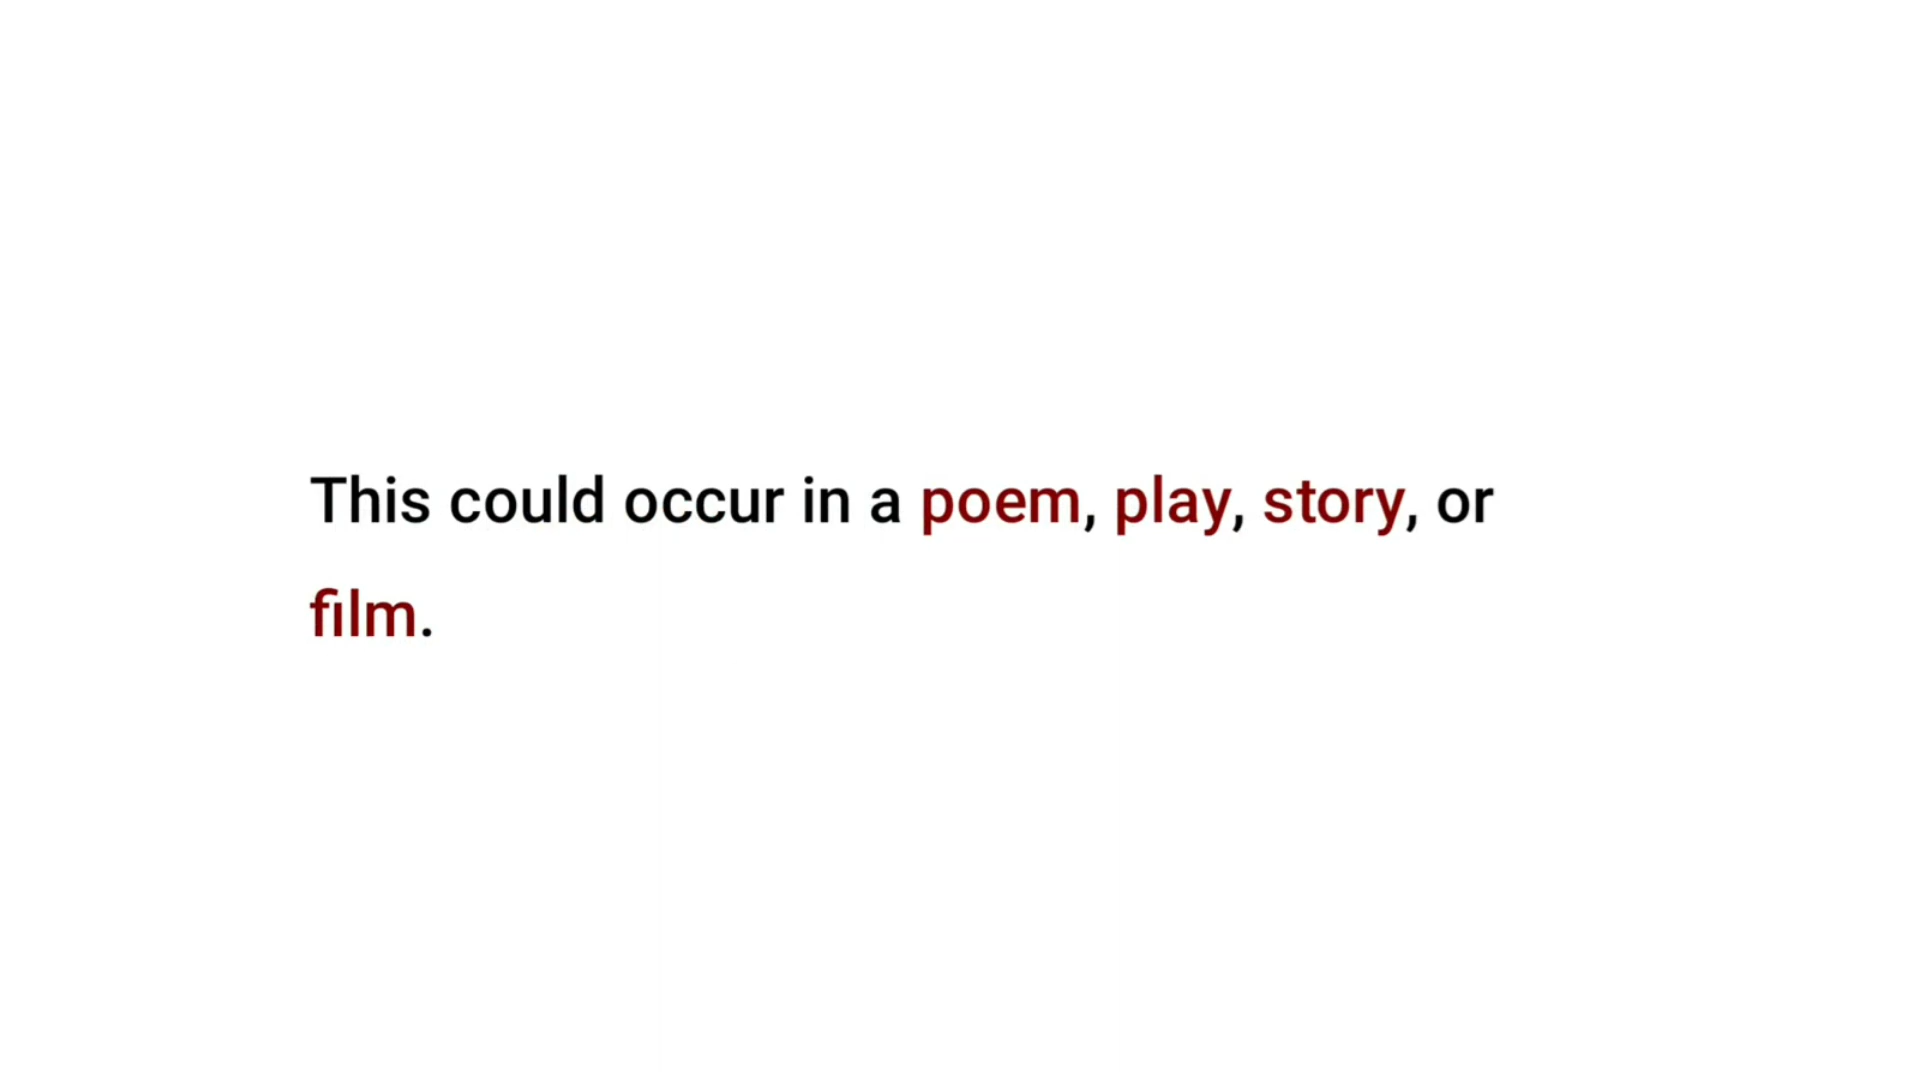 This could occur in a poem, play, story, or
film.